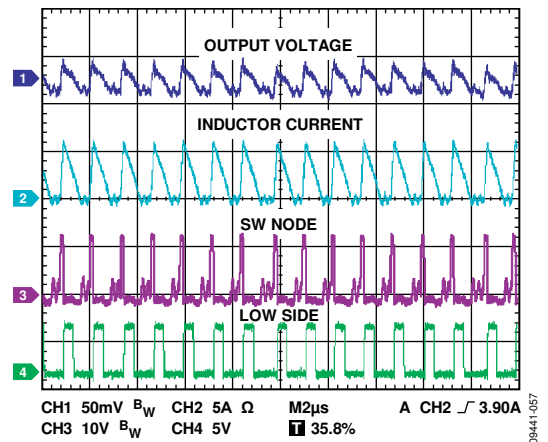 OUTPUT VOLTAGE
1
INDUCTOR CURRENT
2
SW NODE
3
LOW SIDE
4
CH1 50mV BW CH2 5A Ω M2µs A CH2 3.90A
CH3 10V BW CH4 5V T 35.8%
09441-057